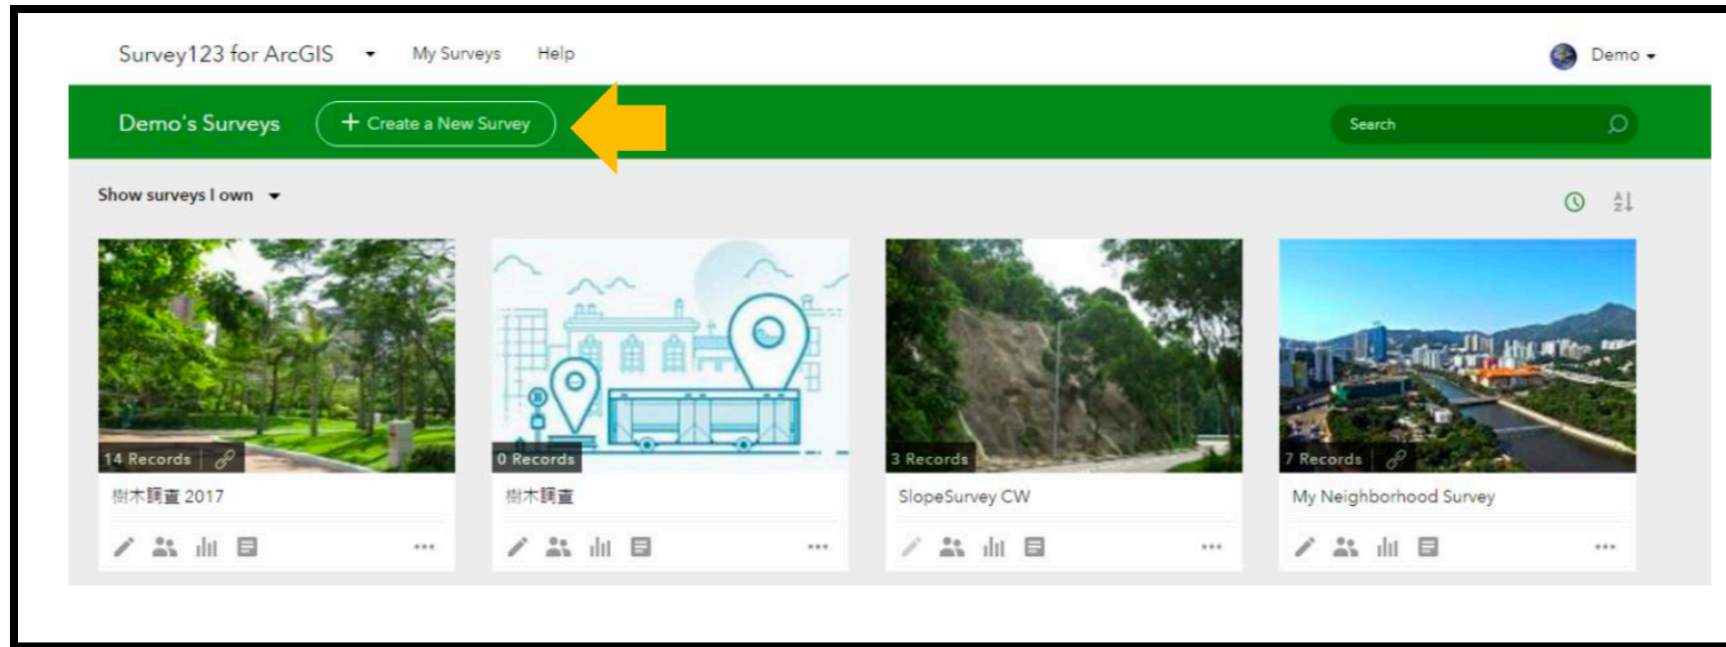 Survey123 for ArcGIS My Surveys Help Demo
Demo's Surveys + Create a New Survey Search
Show surveys I own
14 Records
0 Records
3 Records
7 Records
樹木調查 2017
樹木調查
SlopeSurvey CW
My Neighborhood Survey